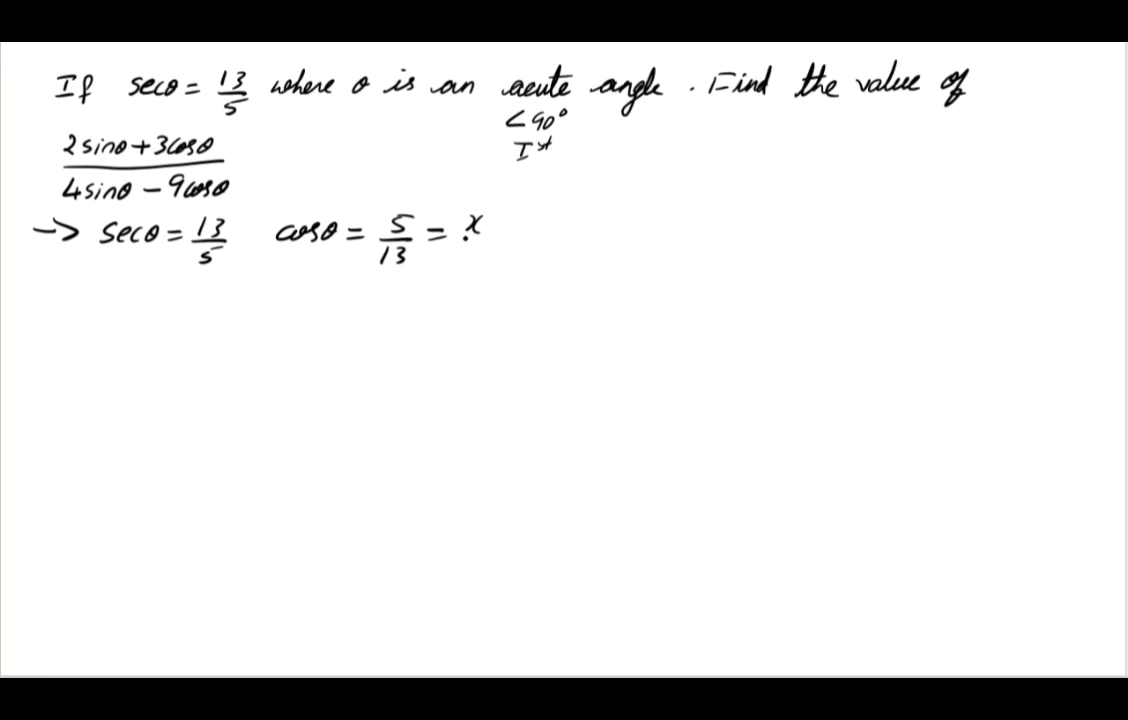 If secθ = 13/5 where θ is an acute angle. Find the value of
< 90°
Ist
2sinθ + 3cosθ / 4sinθ − 9cosθ
→ secθ = 13/5 cosθ = 5/13 = x